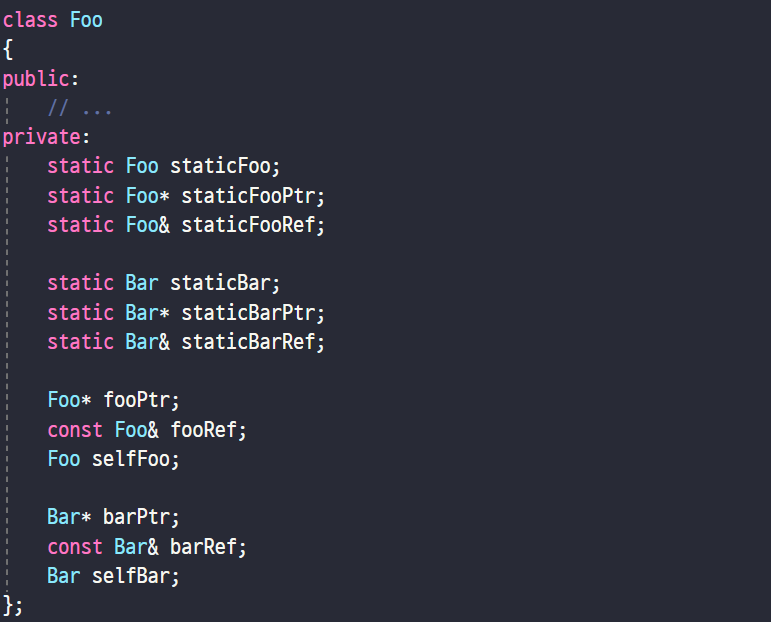 class Foo
{
public:
    // ...
private:
    static Foo staticFoo;
    static Foo* staticFooPtr;
    static Foo& staticFooRef;

    static Bar staticBar;
    static Bar* staticBarPtr;
    static Bar& staticBarRef;

    Foo* fooPtr;
    const Foo& fooRef;
    Foo selfFoo;

    Bar* barPtr;
    const Bar& barRef;
    Bar selfBar;
};